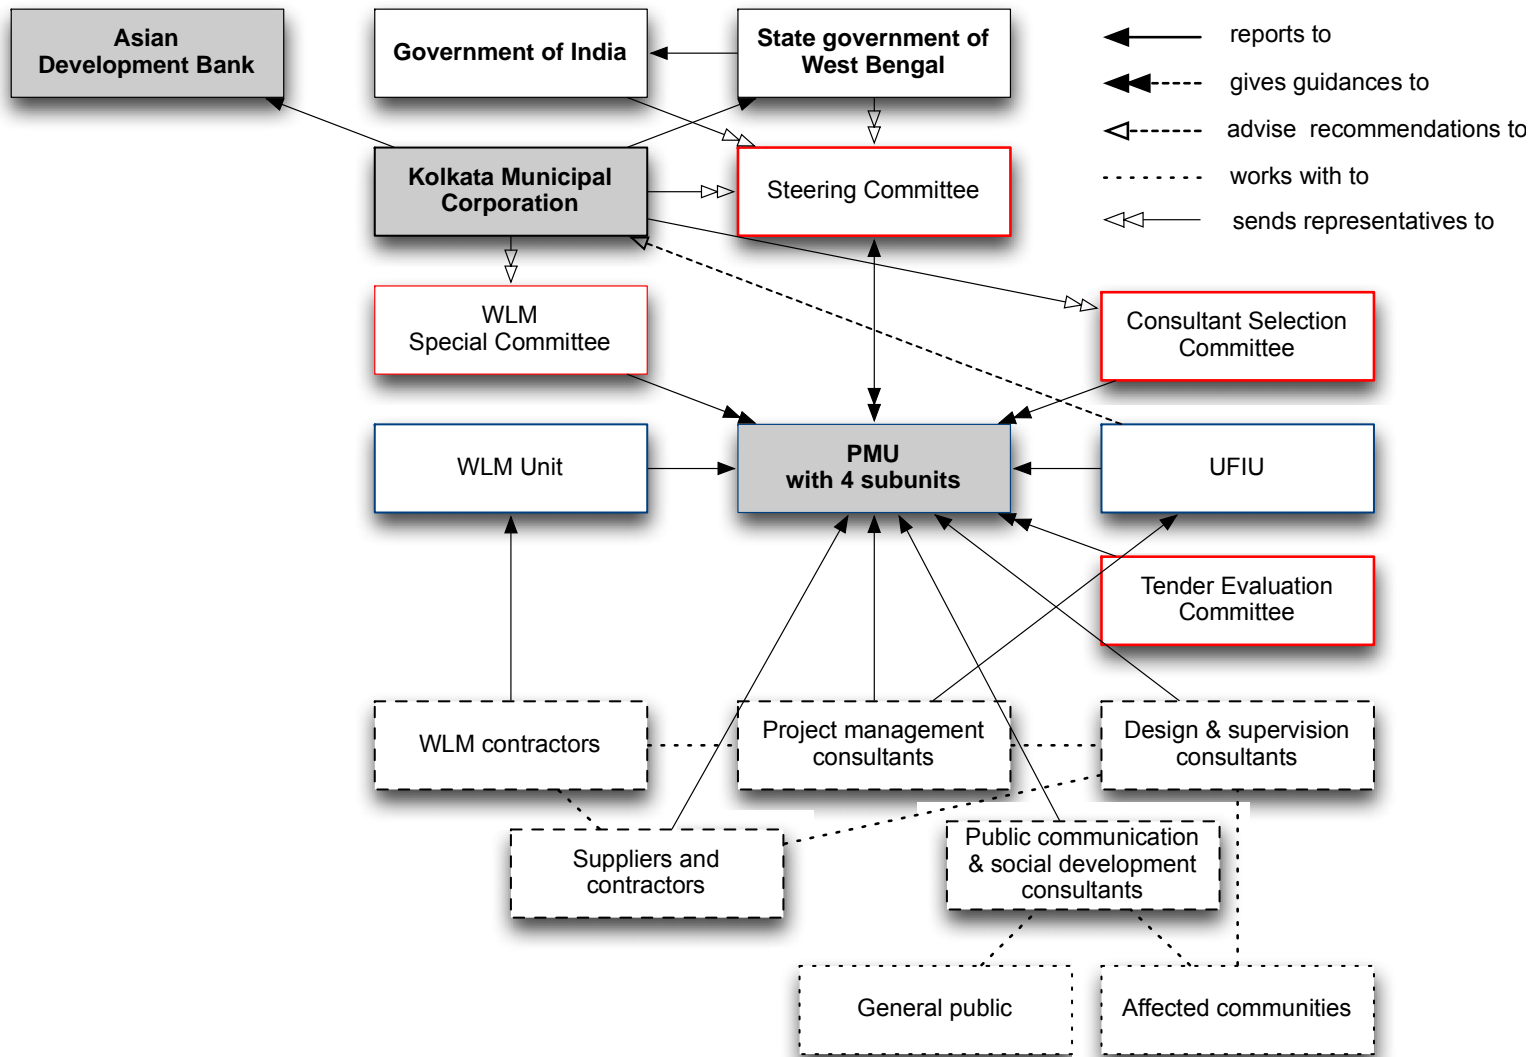 Asian
Development Bank
Government of India
State government of
West Bengal
reports to
gives guidances to
advise recommendations to
works with to
sends representatives to
Kolkata Municipal
Corporation
Steering Committee
WLM
Special Committee
Consultant Selection
Committee
WLM Unit
PMU
with 4 subunits
UFIU
Tender Evaluation
Committee
WLM contractors
Project management
consultants
Design & supervision
consultants
Suppliers and
contractors
Public communication
& social development
consultants
General public
Affected communities